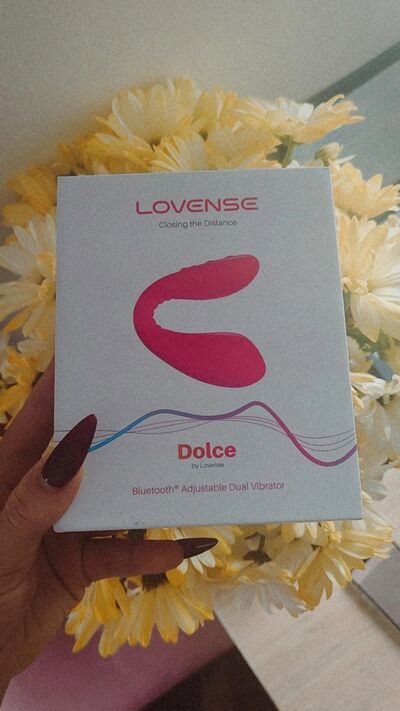 LOVENSE
Closing the Distance
Dolce
by Lovense
Bluetooth® Adjustable Dual Vibrator